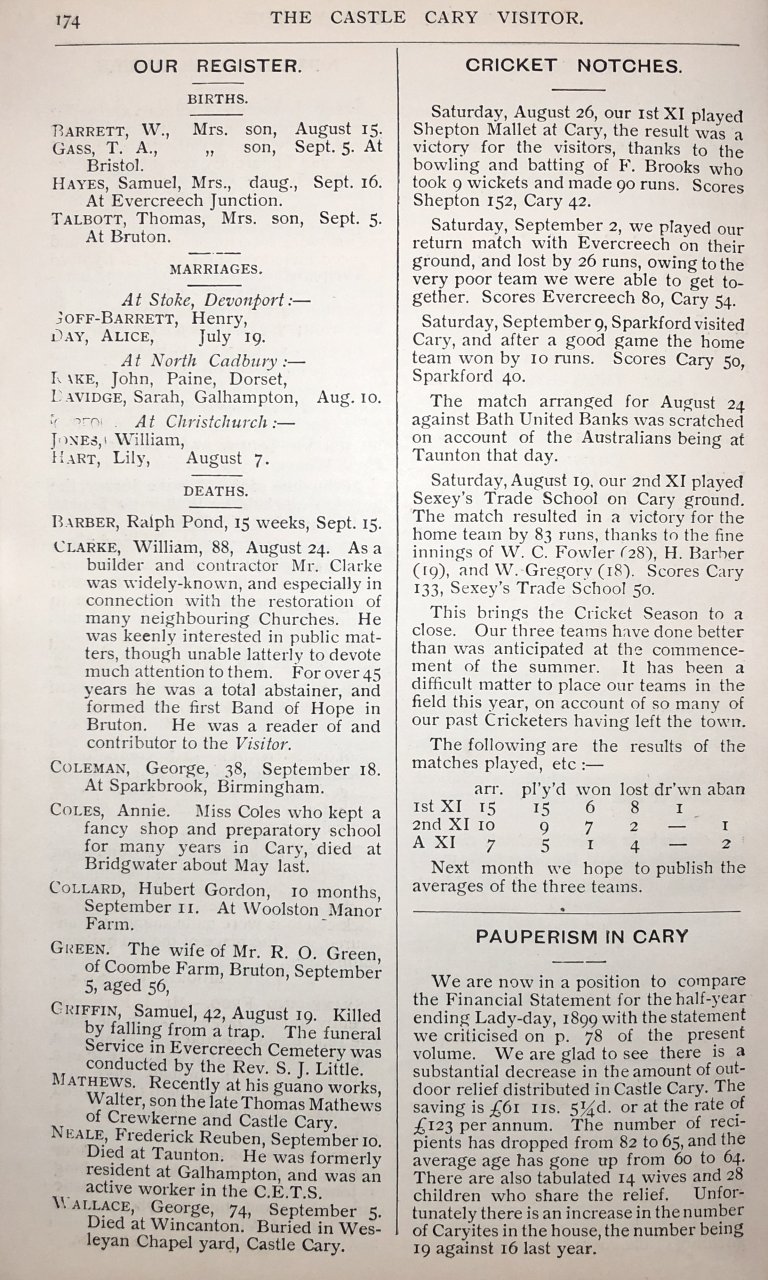 174
THE CASTLE CARY VISITOR.
OUR REGISTER.
BIRTHS.
BARRETT, W., Mrs. son, August 15.
GASS, T. A., „ son, Sept. 5. At
Bristol.
HAYES, Samuel, Mrs., daug., Sept. 16.
At Evercreech Junction.
TALBOTT, Thomas, Mrs. son, Sept. 5.
At Bruton.
MARRIAGES.
At Stoke, Devonport:—
GOFF-BARRETT, Henry,
DAY, ALICE, July 19.
At North Cadbury:—
John, Paine, Dorset,
DAVIDGE, Sarah, Galhampton, Aug. 10.
At Christchurch:—
JONES, William,
HART, Lily, August 7.
DEATHS.
BARBER, Ralph Pond, 15 weeks, Sept. 15.
CLARKE, William, 88, August 24. As a
builder and contractor Mr. Clarke
was widely-known, and especially in
connection with the restoration of
many neighbouring Churches. He
was keenly interested in public mat-
ters, though unable latterly to devote
much attention to them. For over 45
years he was a total abstainer, and
formed the first Band of Hope in
Bruton. He was a reader of and
contributor to the Visitor.
COLEMAN, George, 38, September 18.
At Sparkbrook, Birmingham.
COLES, Annie. Miss Coles who kept a
fancy shop and preparatory school
for many years in Cary, died at
Bridgwater about May last.
COLLARD, Hubert Gordon, 10 months,
September 11. At Woolston Manor
Farm.
GREEN. The wife of Mr. R. O. Green,
of Coombe Farm, Bruton, September
5, aged 56,
GRIFFIN, Samuel, 42, August 19. Killed
by falling from a trap. The funeral
Service in Evercreech Cemetery was
conducted by the Rev. S. J. Little.
MATHEWS. Recently at his guano works,
Walter, son the late Thomas Mathews
of Crewkerne and Castle Cary.
NEALE, Frederick Reuben, September 10.
Died at Taunton. He was formerly
resident at Galhampton, and was an
active worker in the C.E.T.S.
WALLACE, George, 74, September 5.
Died at Wincanton. Buried in Wes-
leyan Chapel yard, Castle Cary.
CRICKET NOTCHES.
Saturday, August 26, our 1st XI played
Shepton Mallet at Cary, the result was a
victory for the visitors, thanks to the
bowling and batting of F. Brooks who
took 9 wickets and made 90 runs. Scores
Shepton 152, Cary 42.
Saturday, September 2, we played our
return match with Evercreech on their
ground, and lost by 26 runs, owing to the
very poor team we were able to get to-
gether. Scores Evercreech 80, Cary 54.
Saturday, September 9, Sparkford visited
Cary, and after a good game the home
team won by 10 runs. Scores Cary 50,
Sparkford 40.
The match arranged for August 24
against Bath United Banks was scratched
on account of the Australians being at
Taunton that day.
Saturday, August 19, our 2nd XI played
Sexey's Trade School on Cary ground.
The match resulted in a victory for the
home team by 83 runs, thanks to the fine
innings of W. C. Fowler (28), H. Barber
(19), and W. Gregory (18). Scores Cary
133, Sexey's Trade School 50.
This brings the Cricket Season to a
close. Our three teams have done better
than was anticipated at the commence-
ment of the summer. It has been a
difficult matter to place our teams in the
field this year, on account of so many of
our past Cricketers having left the town.
The following are the results of the
matches played, etc :—
arr. pl'y'd won lost dr'wn aban
1st XI 15 15 6 8 1
2nd XI 10 9 7 2 — 1
A XI 7 5 1 4 — 2
Next month we hope to publish the
averages of the three teams.
PAUPERISM IN CARY
We are now in a position to compare
the Financial Statement for the half-year
ending Lady-day, 1899 with the statement
we criticised on p. 78 of the present
volume. We are glad to see there is a
substantial decrease in the amount of out-
door relief distributed in Castle Cary. The
saving is £61 11s. 5¼d. or at the rate of
£123 per annum. The number of reci-
pients has dropped from 82 to 65, and the
average age has gone up from 60 to 64.
There are also tabulated 14 wives and 28
children who share the relief. Unfor-
tunately there is an increase in the number
of Caryites in the house, the number being
19 against 16 last year.